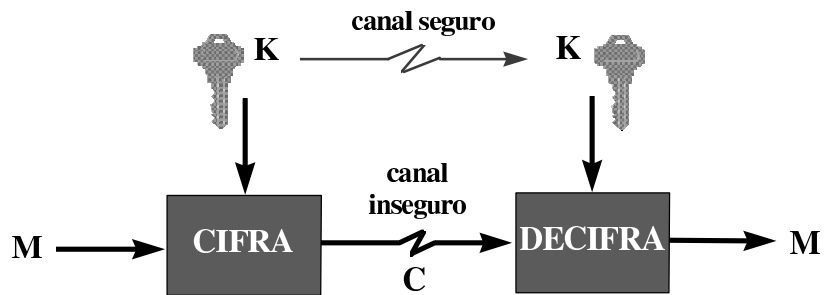 canal seguro
K
K
canal
inseguro
M
CIFRA
DECIFRA
M
C